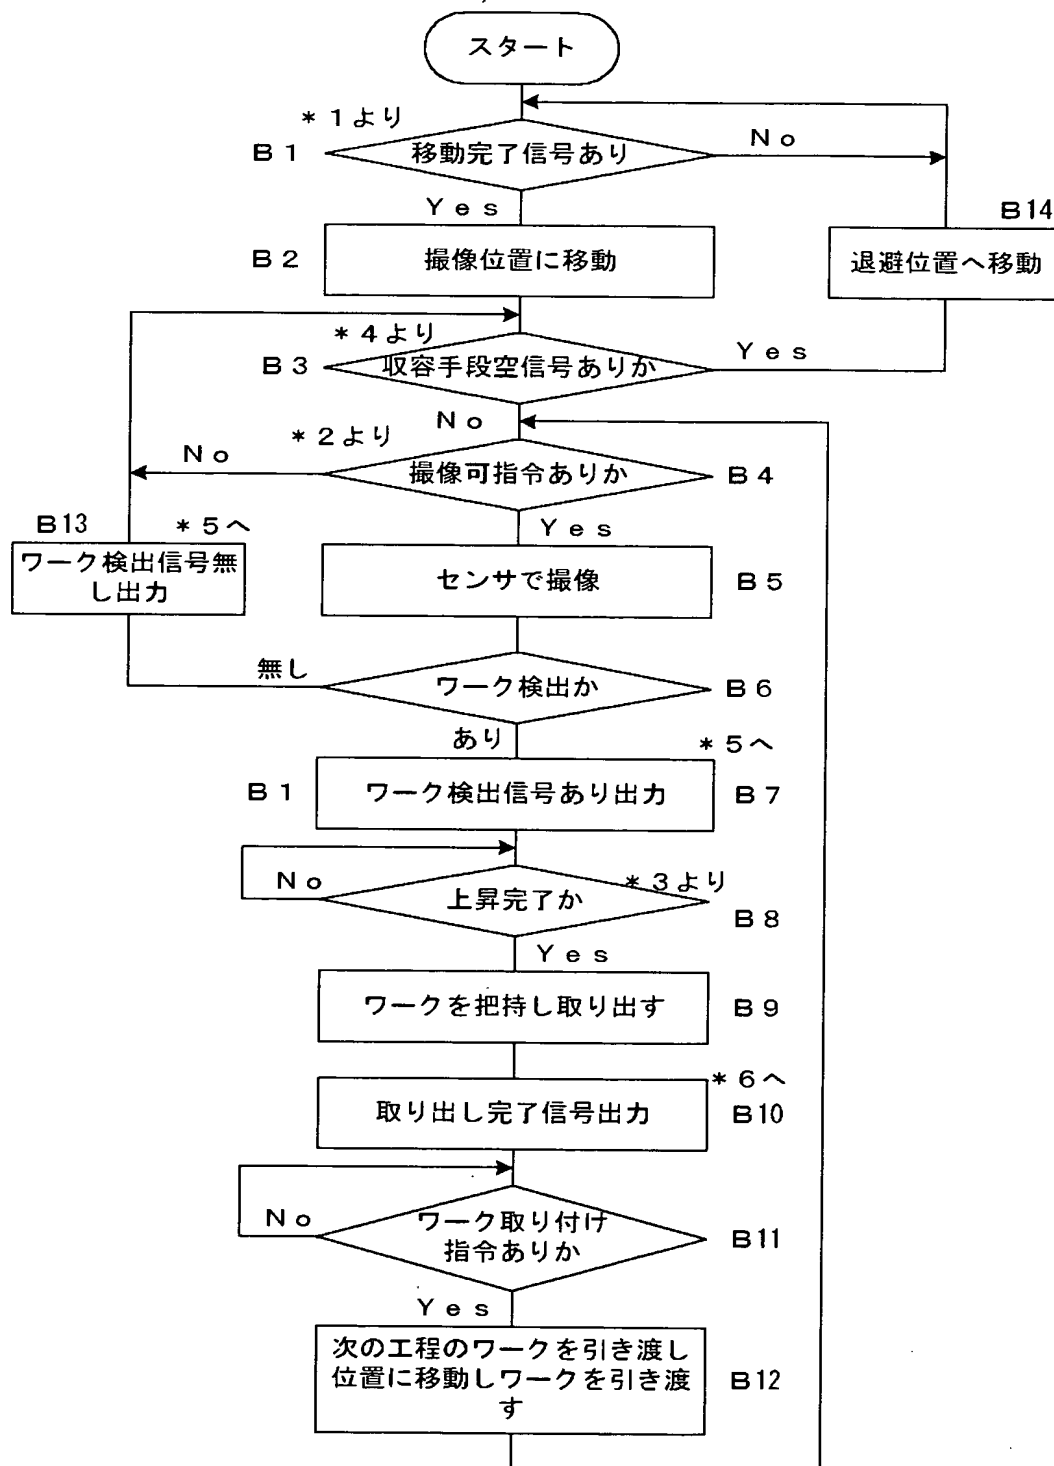 スタート
*1より
B1
移動完了信号あり
No
Yes
B14
B2
撮像位置に移動
退避位置へ移動
*4より
B3
収容手段空信号ありか
Yes
No
*2より
No
撮像可指令ありか
B4
B13
*5へ
Yes
ワーク検出信号無
し出力
センサで撮像
B5
無し
ワーク検出か
B6
あり
*5へ
B1
ワーク検出信号あり出力
B7
No
上昇完了か
*3より
B8
Yes
ワークを把持し取り出す
B9
*6へ
取り出し完了信号出力
B10
No
ワーク取り付け
指令ありか
B11
Yes
次の工程のワークを引き渡し
位置に移動しワークを引き渡
す
B12